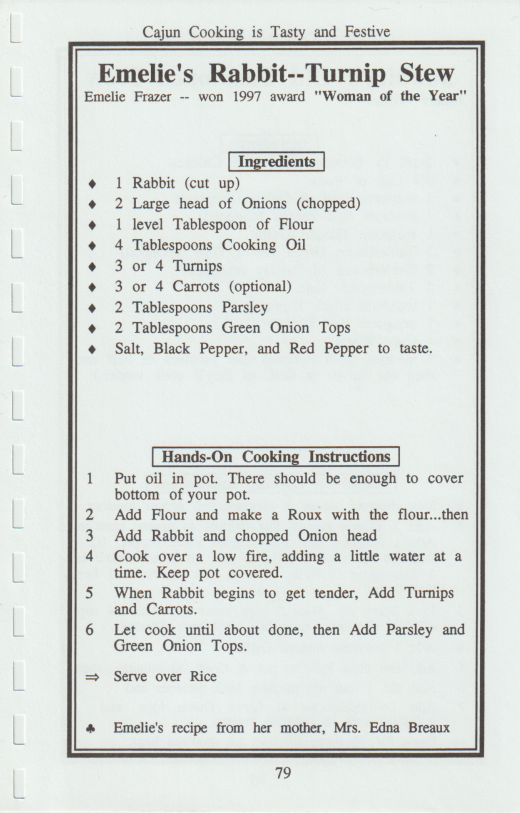 Cajun Cooking is Tasty and Festive
Emelie's Rabbit--Turnip Stew
Emelie Frazer -- won 1997 award "Woman of the Year"
Ingredients
♦ 1 Rabbit (cut up)
♦ 2 Large head of Onions (chopped)
♦ 1 level Tablespoon of Flour
♦ 4 Tablespoons Cooking Oil
♦ 3 or 4 Turnips
♦ 3 or 4 Carrots (optional)
♦ 2 Tablespoons Parsley
♦ 2 Tablespoons Green Onion Tops
♦ Salt, Black Pepper, and Red Pepper to taste.
Hands-On Cooking Instructions
1 Put oil in pot. There should be enough to cover
bottom of your pot.
2 Add Flour and make a Roux with the flour...then
3 Add Rabbit and chopped Onion head
4 Cook over a low fire, adding a little water at a
time. Keep pot covered.
5 When Rabbit begins to get tender, Add Turnips
and Carrots.
6 Let cook until about done, then Add Parsley and
Green Onion Tops.
⇒ Serve over Rice
♣ Emelie's recipe from her mother, Mrs. Edna Breaux
79